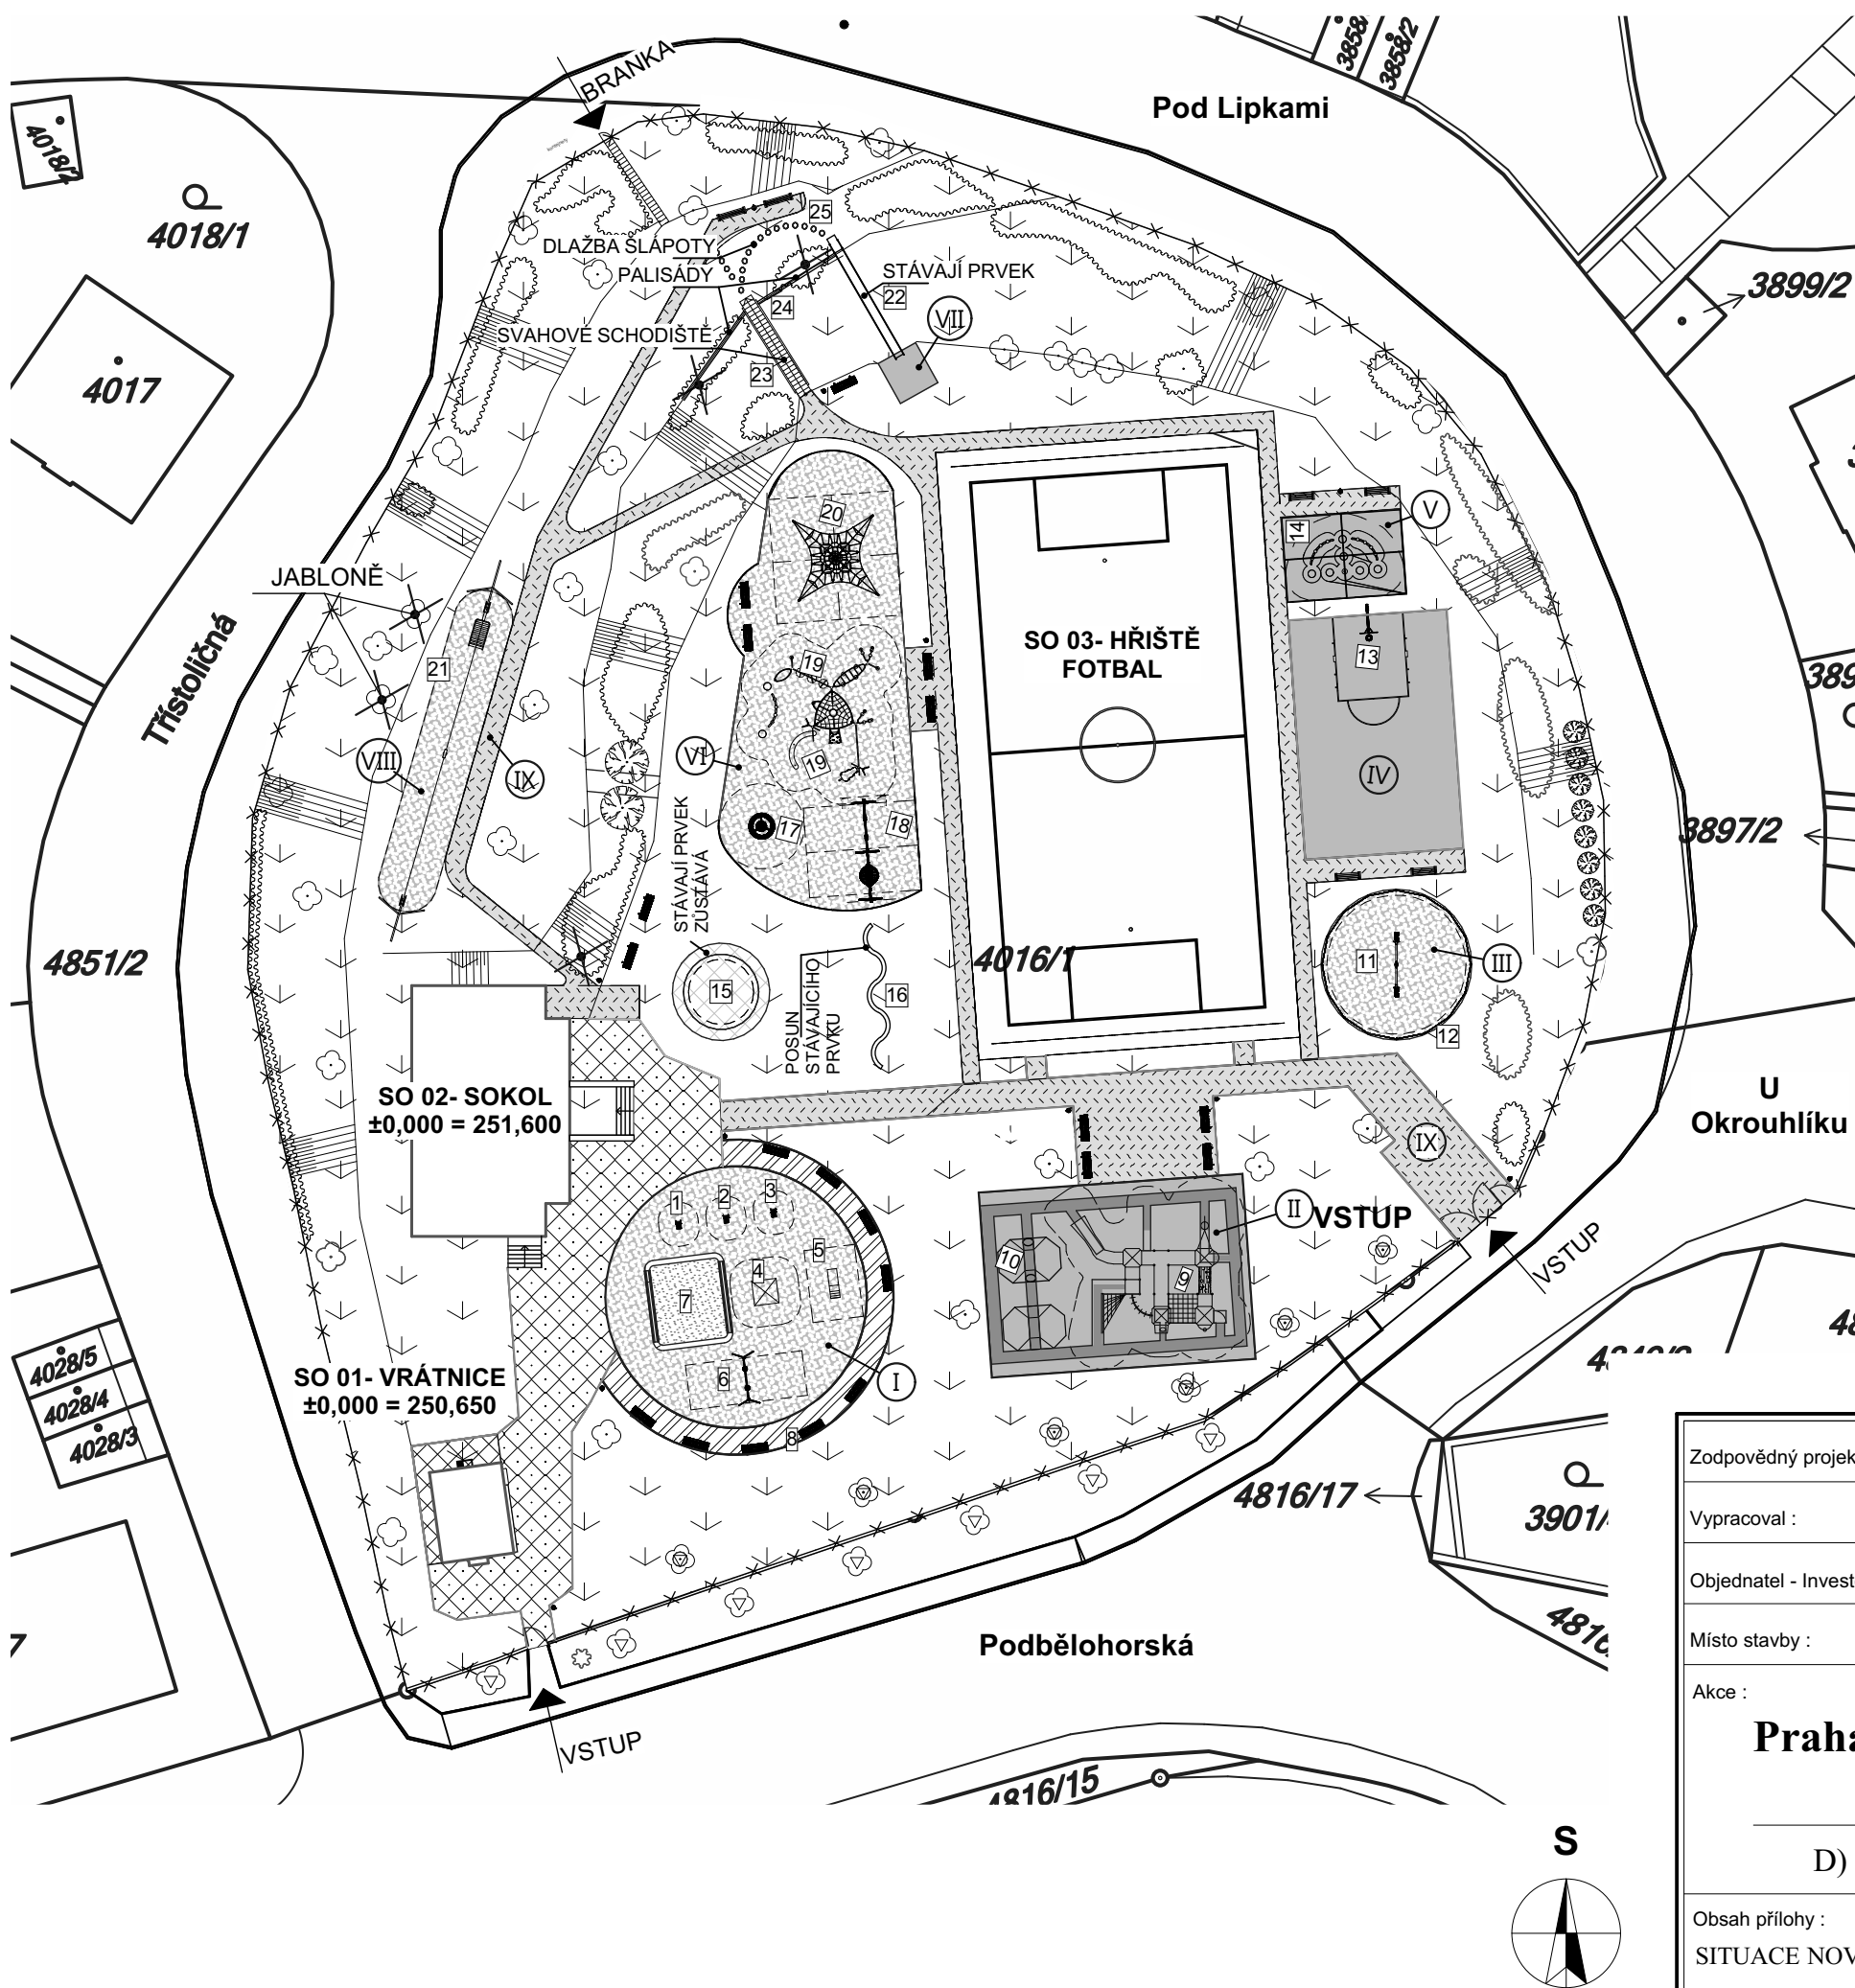 BRANKA
Pod Lipkami
3858/2
4018/2
4018/1
DLAŽBA ŠLÁPOTY
25
PALISÁDY
STÁVAJÍ PRVEK
22
24
VII
SVAHOVÉ SCHODIŠTĚ
23
3899/2
4017
20
14
V
JABLONĚ
Třístoličná
21
19
SO 03- HŘIŠTĚ
FOTBAL
13
VIII
IX
VI
19
IV
17
18
3897/2
STÁVAJÍ PRVEK
ZŮSTÁVÁ
4851/2
4016/1
11
III
15
16
12
POSUN
STÁVAJÍCÍHO
PRVKU
SO 02- SOKOL
±0,000 = 251,600
U
Okrouhlíku
IX
1
2
3
II
VSTUP
VSTUP
5
4
10
9
7
6
I
8
4028/5
4028/4
4028/3
SO 01- VRÁTNICE
±0,000 = 250,650
4816/17
Podbělohorská
VSTUP
4816/15
S
Zodpovědný projek
Vypracoval :
Objednatel - Invest
Místo stavby :
Akce :
Praha
D)
Obsah přílohy :
SITUACE NOV